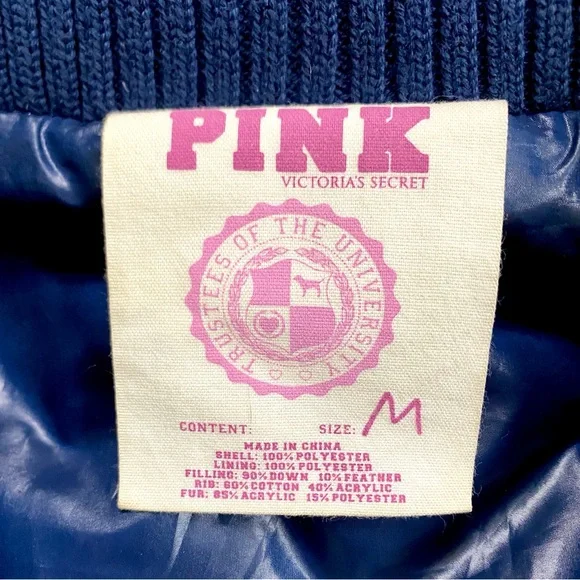 PINK
VICTORIA'S SECRET
TRUSTEES OF THE UNIVERSITY
CONTENT: SIZE: M
MADE IN CHINA
SHELL: 100% POLYESTER
LINING: 100% POLYESTER
FILLING: 90% DOWN 10% FEATHER
RIB: 60% COTTON 40% ACRYLIC
FUR: 85% ACRYLIC 15% POLYESTER